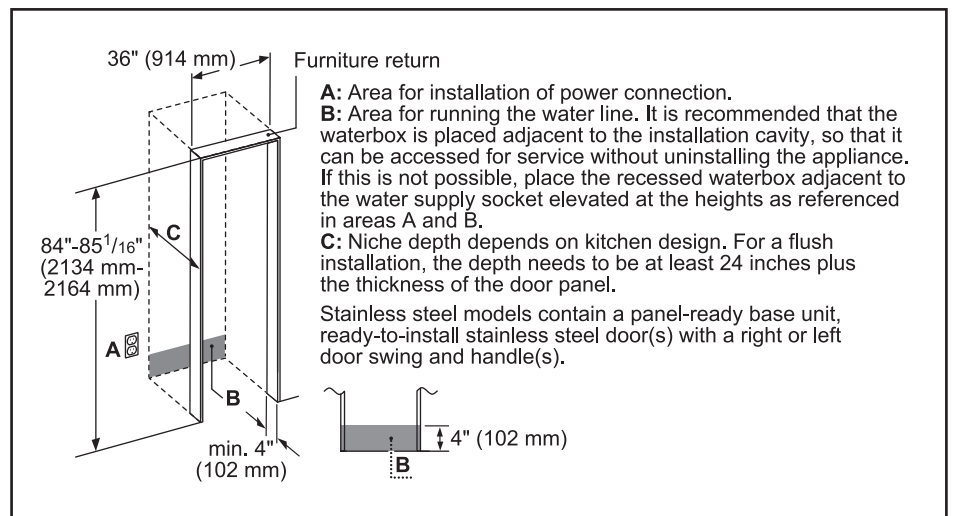 36" (914 mm)
Furniture return
A: Area for installation of power connection.
B: Area for running the water line. It is recommended that the
waterbox is placed adjacent to the installation cavity, so that it
can be accessed for service without uninstalling the appliance.
If this is not possible, place the recessed waterbox adjacent to
the water supply socket elevated at the heights as referenced
in areas A and B.
C: Niche depth depends on kitchen design. For a flush
installation, the depth needs to be at least 24 inches plus
the thickness of the door panel.
Stainless steel models contain a panel-ready base unit,
ready-to-install stainless steel door(s) with a right or left
door swing and handle(s).
C
84"-85 1/16"
(2134 mm-
2164 mm)
A
B
min. 4"
(102 mm)
4" (102 mm)
B